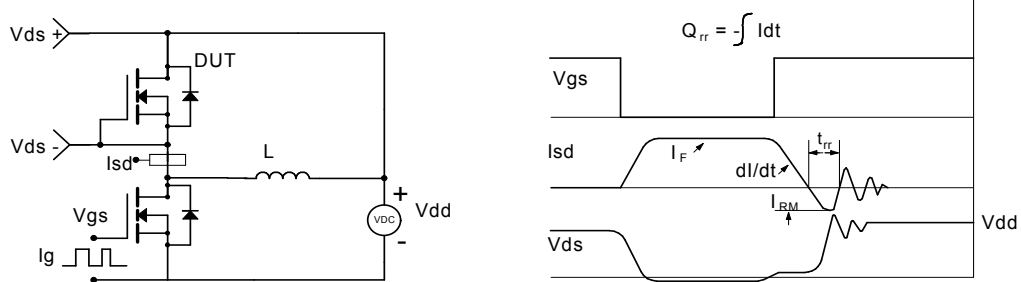 Vds +
DUT
Vds -
Isd
L
Vgs
Ig
+
VDC
-
Vdd
Q rr = -∫ Idt
Vgs
Isd
I F
dI/dt
t rr
I RM
Vds
Vdd